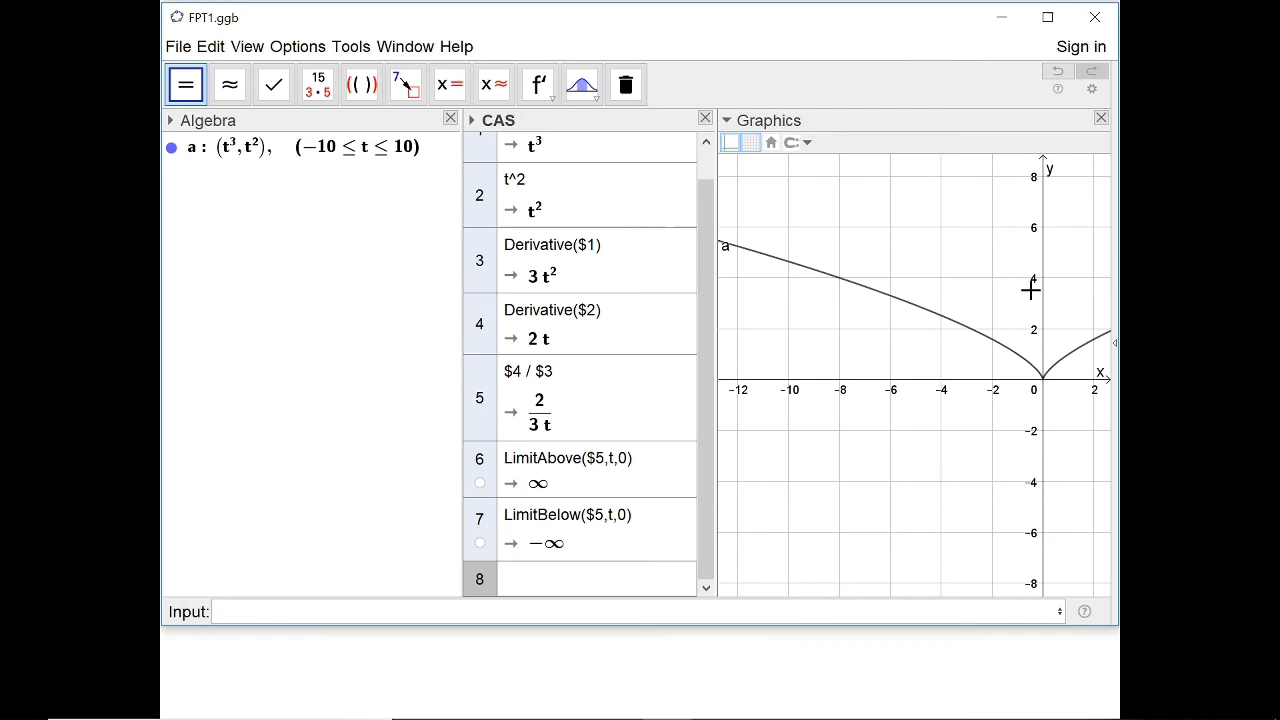 FPT1.ggb
File Edit View Options Tools Window Help
Sign in
= ≈ ✓ 15 3·5 (( )) 7 x= x≈ f'
Algebra
a : (t³, t²), (−10 ≤ t ≤ 10)
CAS
→ t³
2 t^2
→ t²
3 Derivative($1)
→ 3 t²
4 Derivative($2)
→ 2 t
5 $4 / $3
→ 2/3 t
6 LimitAbove($5,t,0)
→ ∞
7 LimitBelow($5,t,0)
→ −∞
8
Graphics
y
8
6
a
4
2
x
−12 −10 −8 −6 −4 −2 0 2
−2
−4
−6
−8
Input: